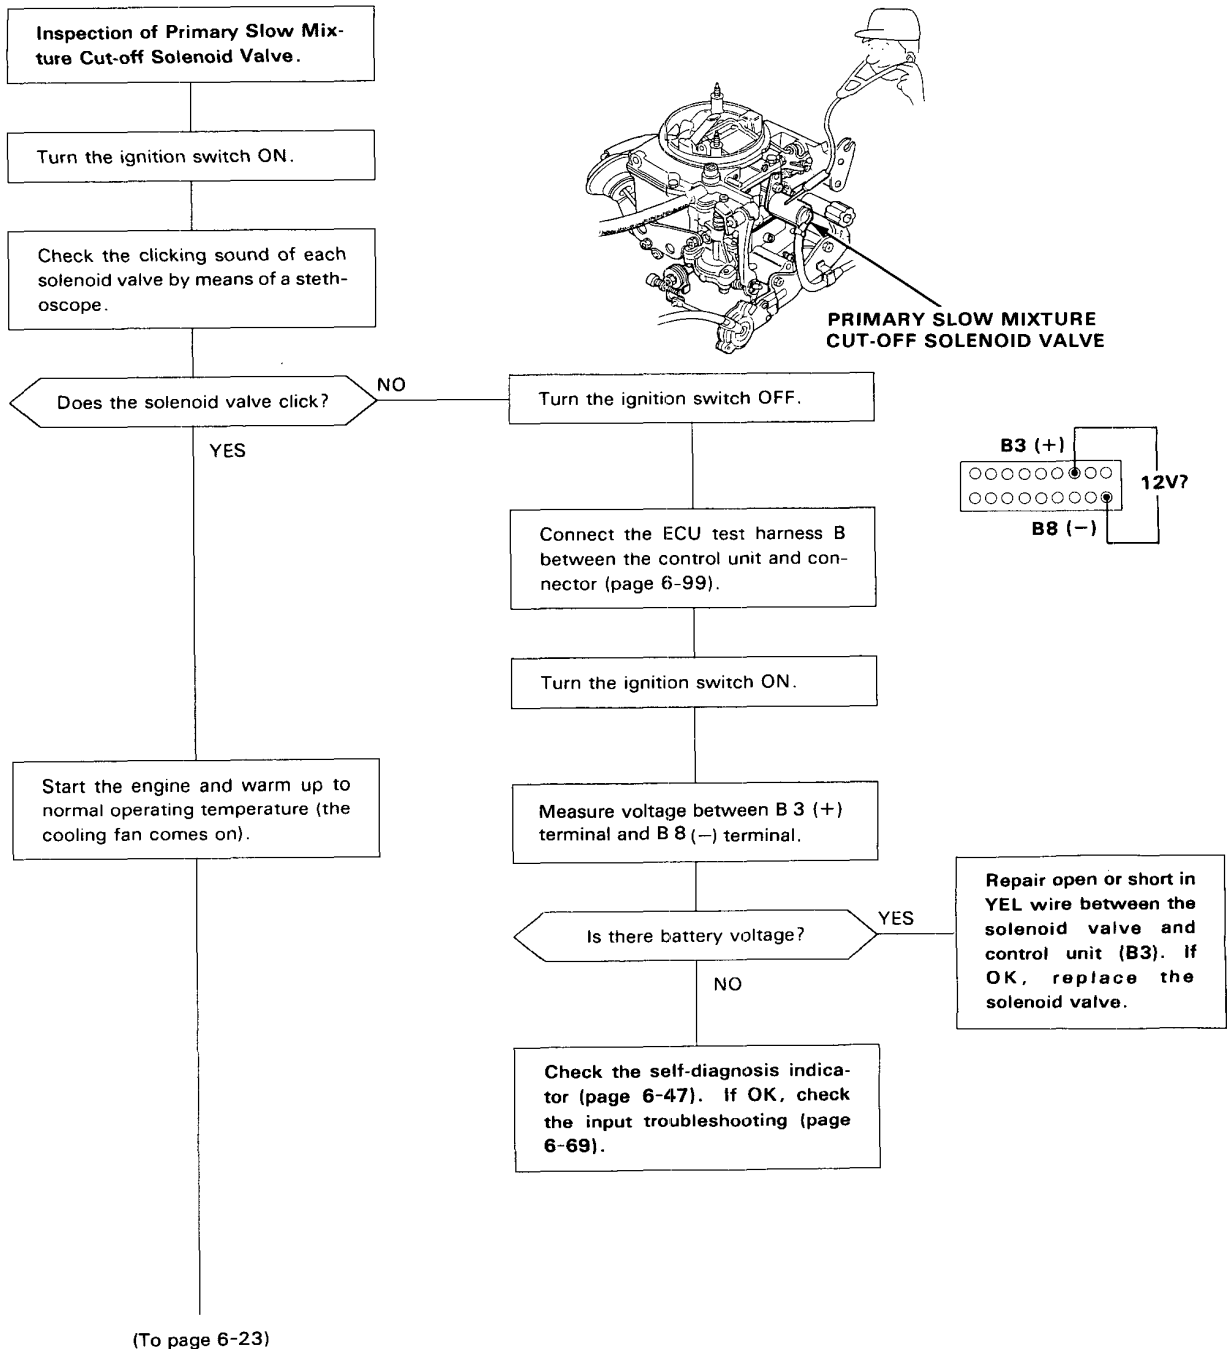 Inspection of Primary Slow Mix-
ture Cut-off Solenoid Valve.
Turn the ignition switch ON.
Check the clicking sound of each
solenoid valve by means of a steth-
oscope.
PRIMARY SLOW MIXTURE
CUT-OFF SOLENOID VALVE
Does the solenoid valve click?
NO
YES
Turn the ignition switch OFF.
B3 (+)
12V?
B8 (−)
Connect the ECU test harness B
between the control unit and con-
nector (page 6-99).
Turn the ignition switch ON.
Start the engine and warm up to
normal operating temperature (the
cooling fan comes on).
Measure voltage between B 3 (+)
terminal and B 8 (−) terminal.
Is there battery voltage?
YES
NO
Repair open or short in
YEL wire between the
solenoid valve and
control unit (B3). If
OK, replace the
solenoid valve.
Check the self-diagnosis indica-
tor (page 6-47). If OK, check
the input troubleshooting (page
6-69).
(To page 6-23)